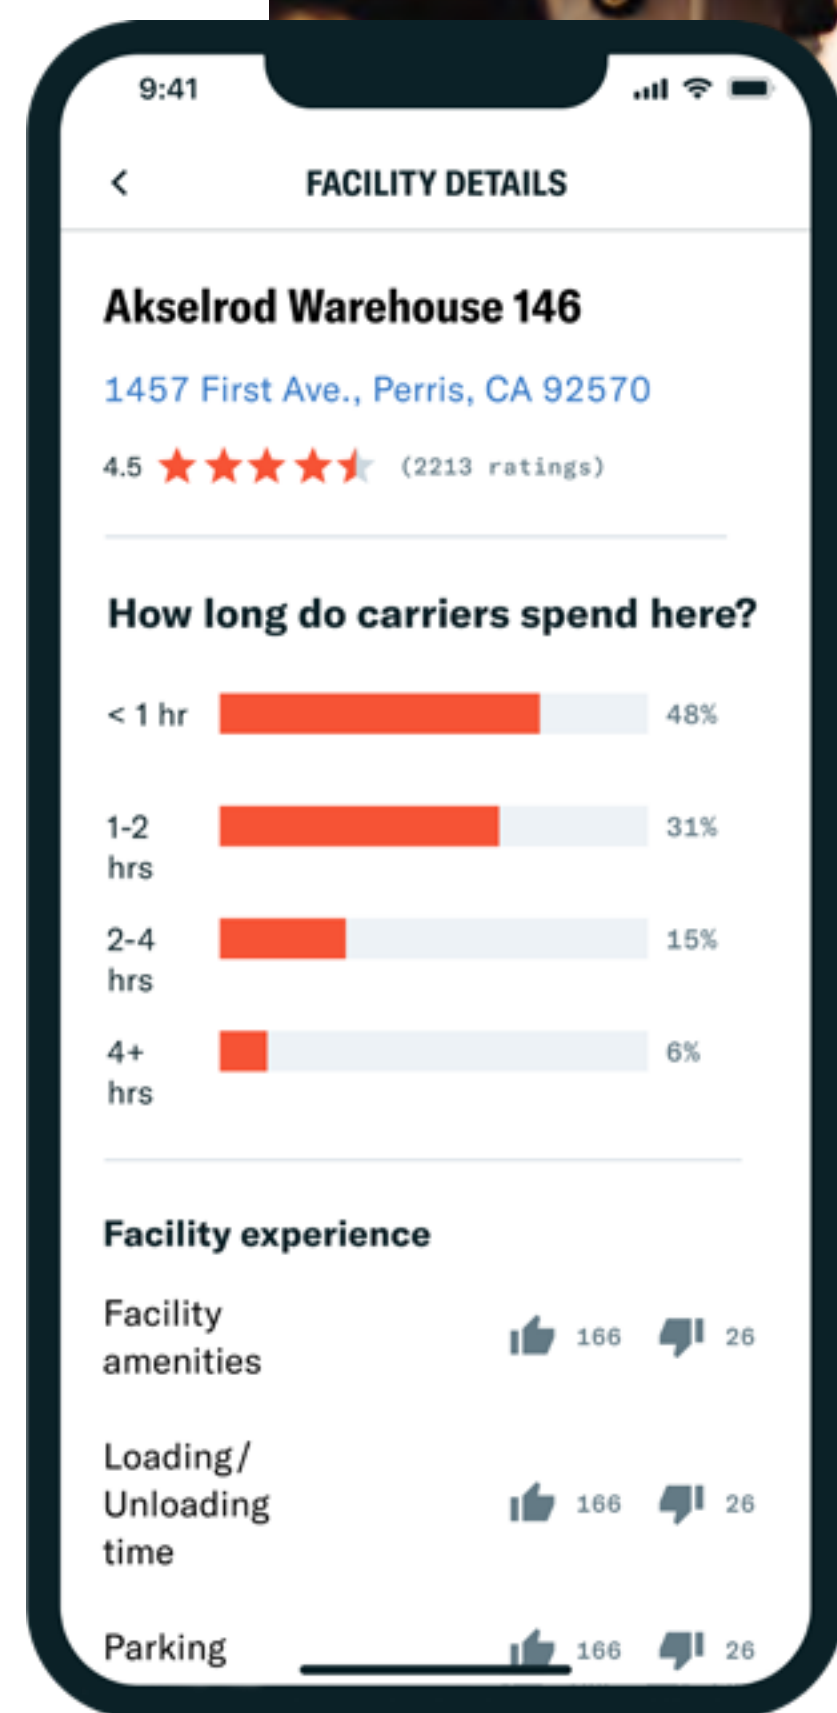 9:41
FACILITY DETAILS
Akselrod Warehouse 146
1457 First Ave., Perris, CA 92570
4.5 (2213 ratings)
How long do carriers spend here?
< 1 hr 48%
1-2 31%
hrs
2-4 15%
hrs
4+ 6%
hrs
Facility experience
Facility
amenities 166 26
Loading/
Unloading 166 26
time
Parking 166 26